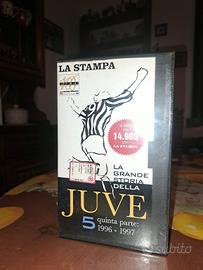 LA STAMPA
14.900
LA STAMPA
LA GRANDE
STORIA
DELLA
JUVE
5 quinta parte:
1996 - 1997
subito